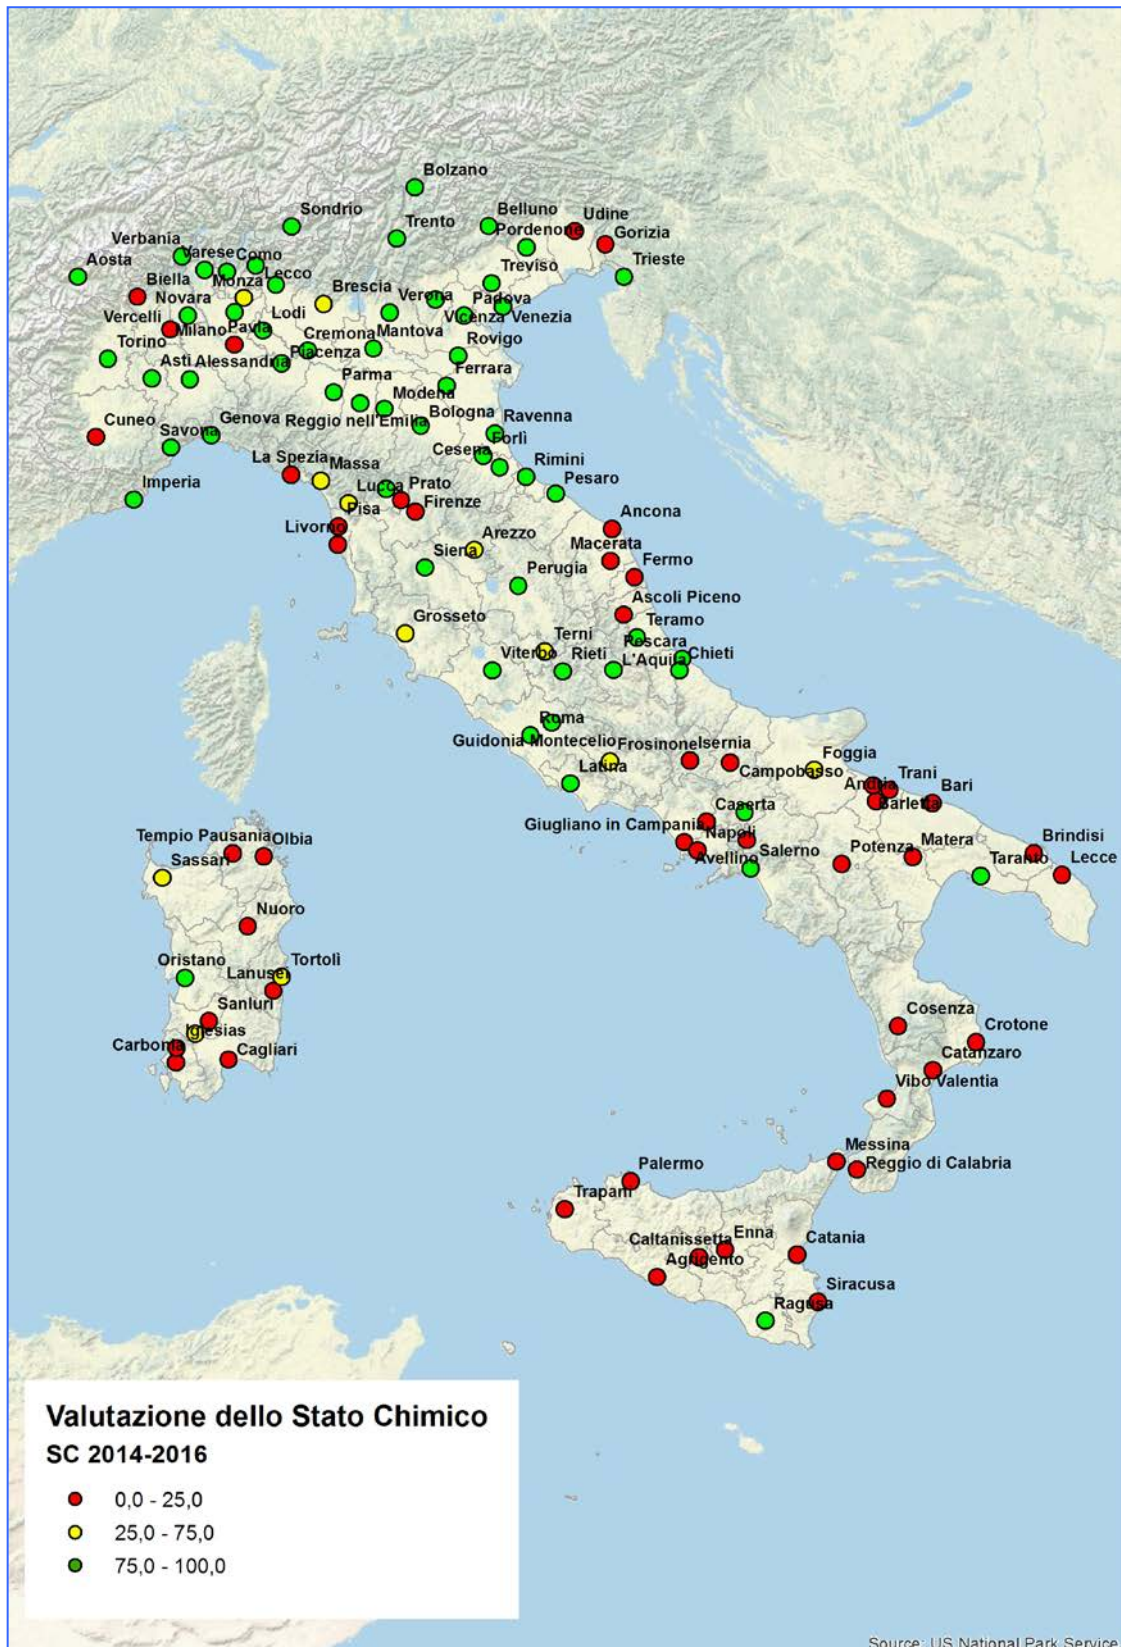 Bolzano
Sondrio
Trento
Belluno
Udine
Pordenone
Gorizia
Verbania
Varese
Como
Aosta
Treviso
Trieste
Biella
Monza
Lecco
Novara
Brescia
Verona
Padova
Vercelli
Lodi
Vicenza
Venezia
Milano
Pavia
Cremona
Mantova
Rovigo
Torino
Asti
Alessandria
Piacenza
Ferrara
Parma
Modena
Cuneo
Savona
Genova
Reggio nell'Emilia
Bologna
Ravenna
Forlì
Cesena
La Spezia
Massa
Rimini
Imperia
Lucca
Prato
Pesaro
Pisa
Firenze
Livorno
Ancona
Arezzo
Macerata
Siena
Fermo
Perugia
Ascoli Piceno
Grosseto
Teramo
Terni
Pescara
Viterbo
Rieti
L'Aquila
Chieti
Roma
Guidonia Montecelio
Frosinone
Isernia
Foggia
Latina
Campobasso
Trani
Andria
Bari
Caserta
Barletta
Giugliano in Campania
Napoli
Tempio Pausania
Olbia
Salerno
Potenza
Matera
Brindisi
Sassari
Avellino
Taranto
Lecce
Nuoro
Oristano
Lanusei
Tortolì
Sanluri
Cosenza
Iglesias
Crotone
Carbonia
Cagliari
Catanzaro
Vibo Valentia
Messina
Palermo
Reggio di Calabria
Trapani
Caltanissetta
Enna
Catania
Agrigento
Siracusa
Ragusa
Valutazione dello Stato Chimico
SC 2014-2016
0,0 - 25,0
25,0 - 75,0
75,0 - 100,0
Source: US National Park Service